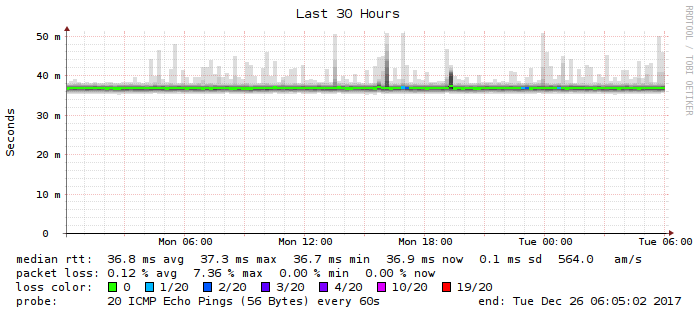 Last 30 Hours
RRDTOOL / TOBI OETIKER
Seconds
50 m
40 m
30 m
20 m
10 m
0
Mon 06:00 Mon 12:00 Mon 18:00 Tue 00:00 Tue 06:00
median rtt: 36.8 ms avg 37.3 ms max 36.7 ms min 36.9 ms now 0.1 ms sd 564.0 am/s
packet loss: 0.12 % avg 7.36 % max 0.00 % min 0.00 % now
loss color: 0 1/20 2/20 3/20 4/20 10/20 19/20
probe: 20 ICMP Echo Pings (56 Bytes) every 60s end: Tue Dec 26 06:05:02 2017